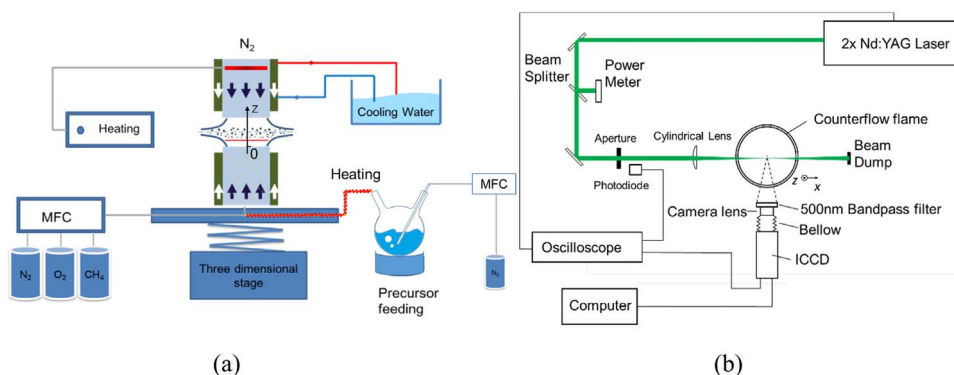 N2
z
0
Heating
Cooling Water
Heating
MFC
MFC
N2
O2
CH4
Three dimensional
stage
Precursor
feeding
N2
(a)
2x Nd:YAG Laser
Beam
Splitter
Power
Meter
Aperture
Cylindrical Lens
Counterflow flame
Beam
Dump
Photodiode
z
x
Camera lens
500nm Bandpass filter
Bellow
ICCD
Oscilloscope
Computer
(b)